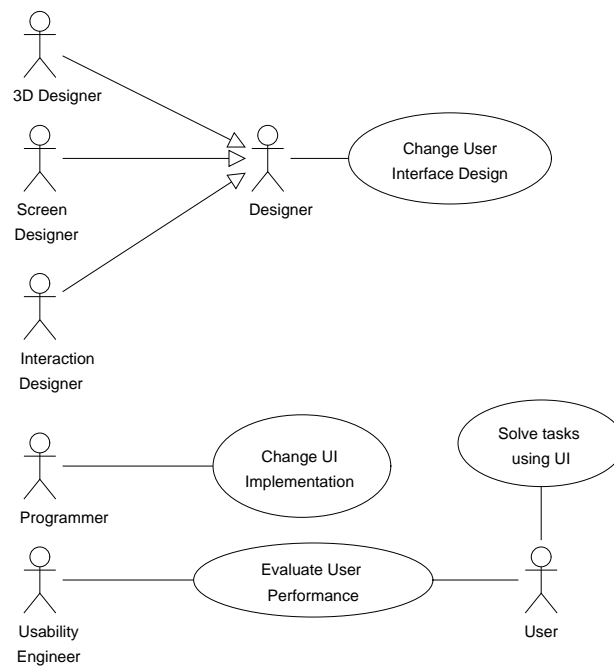 3D Designer
Change User
Interface Design
Screen
Designer
Designer
Interaction
Designer
Solve tasks
using UI
Change UI
Implementation
Programmer
Evaluate User
Performance
Usability
Engineer
User